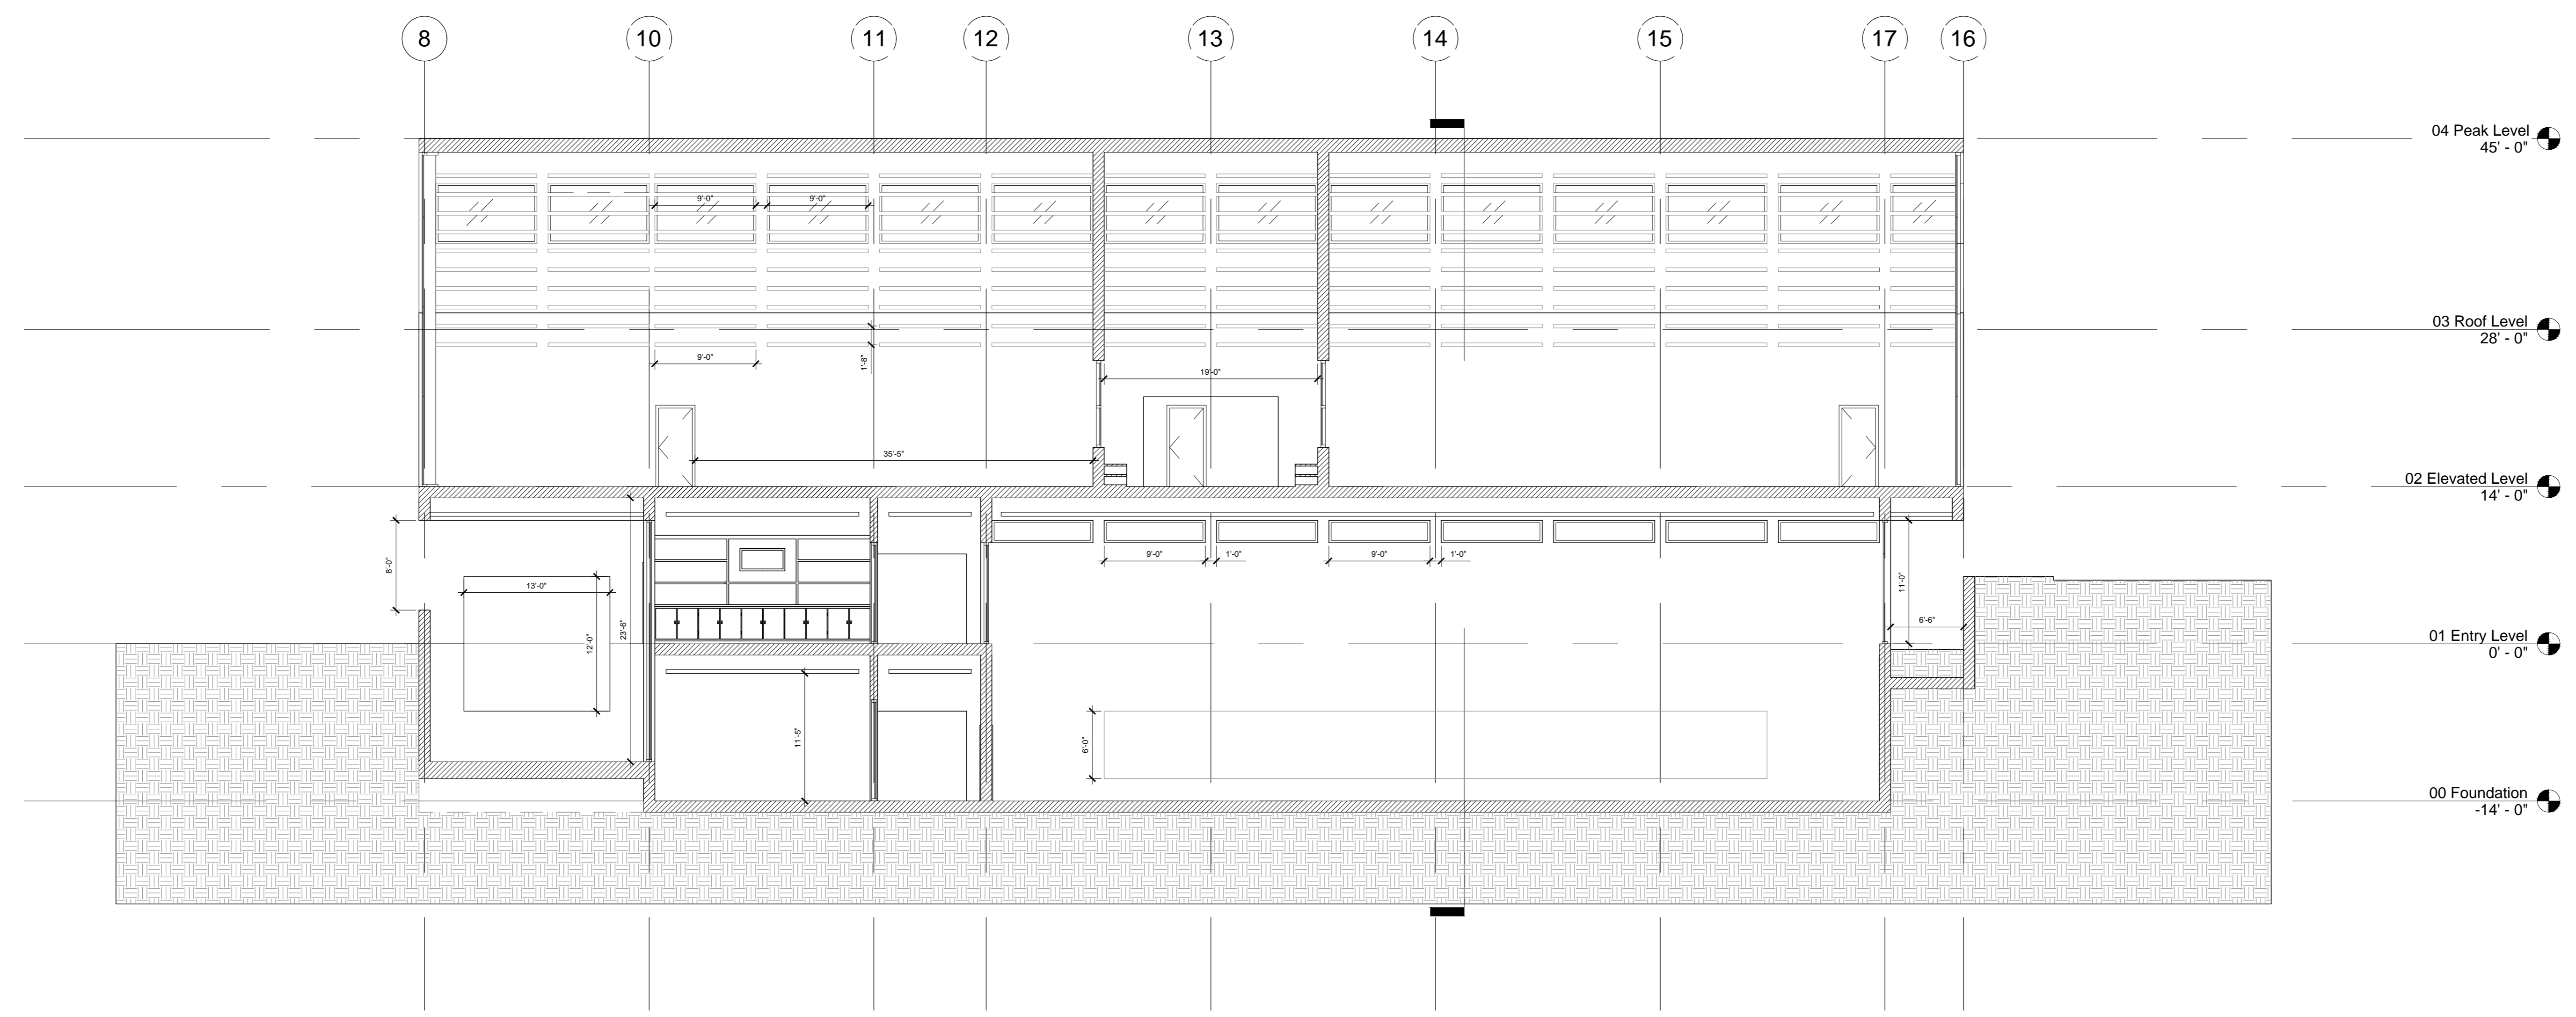 8 10 11 12 13 14 15 17 16
04 Peak Level
45' - 0"
9'-0" 9'-0"
03 Roof Level
28' - 0"
9'-0" 1'-8" 19'-0"
35'-5"
02 Elevated Level
14' - 0"
9'-0" 1'-0" 9'-0" 1'-0"
8'-0" 13'-0" 11'-0"
12'-0" 23'-6" 6'-6"
01 Entry Level
0' - 0"
11'-5" 6'-0"
00 Foundation
-14' - 0"